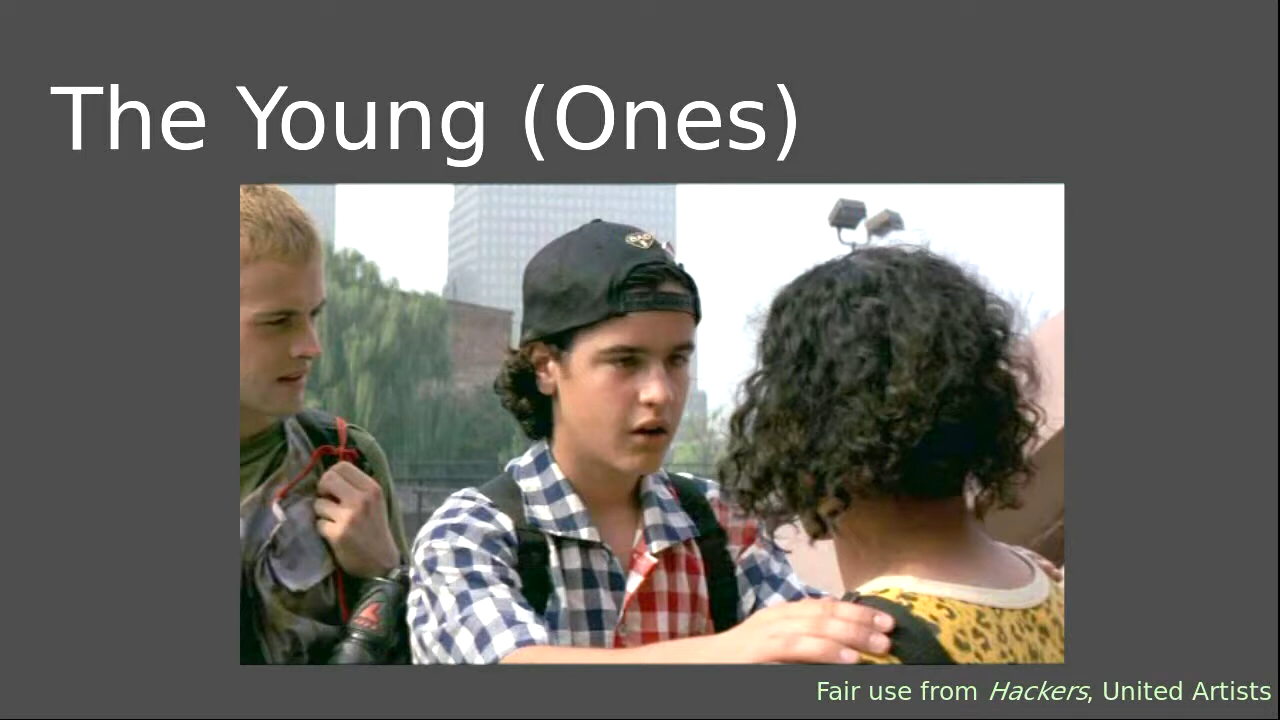 The Young (Ones)
Fair use from Hackers, United Artists